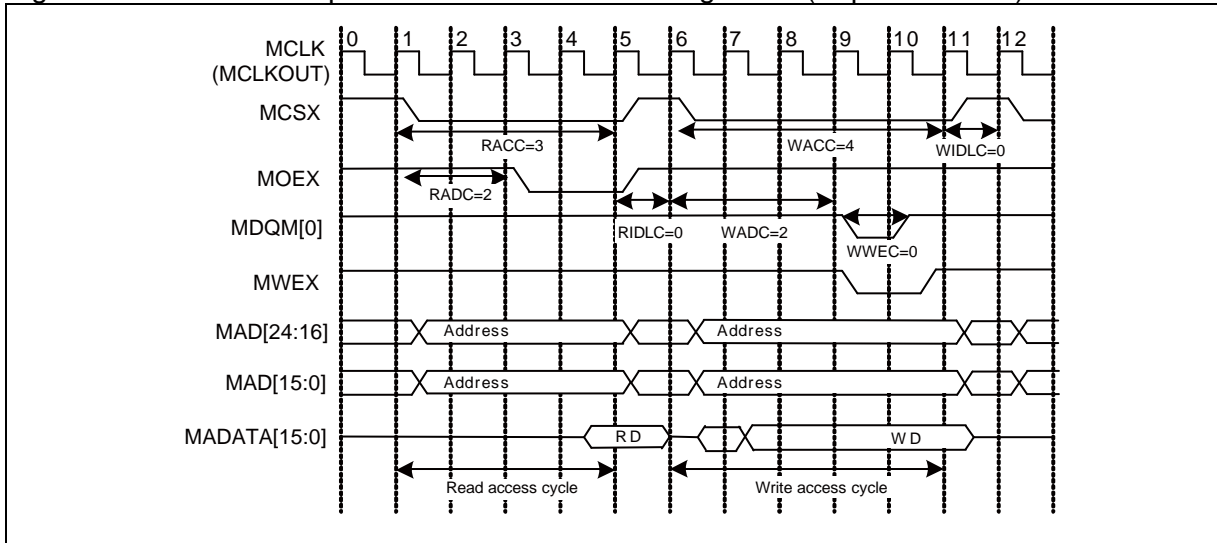 0 1 2 3 4 5 6 7 8 9 10 11 12
MCLK
(MCLKOUT)
MCSX
RACC=3 WACC=4 WIDLC=0
MOEX
RADC=2
MDQM[0]
RIDLC=0 WADC=2 WWEC=0
MWEX
MAD[24:16] Address Address
MAD[15:0] Address Address
MADATA[15:0] RD WD
Read access cycle Write access cycle